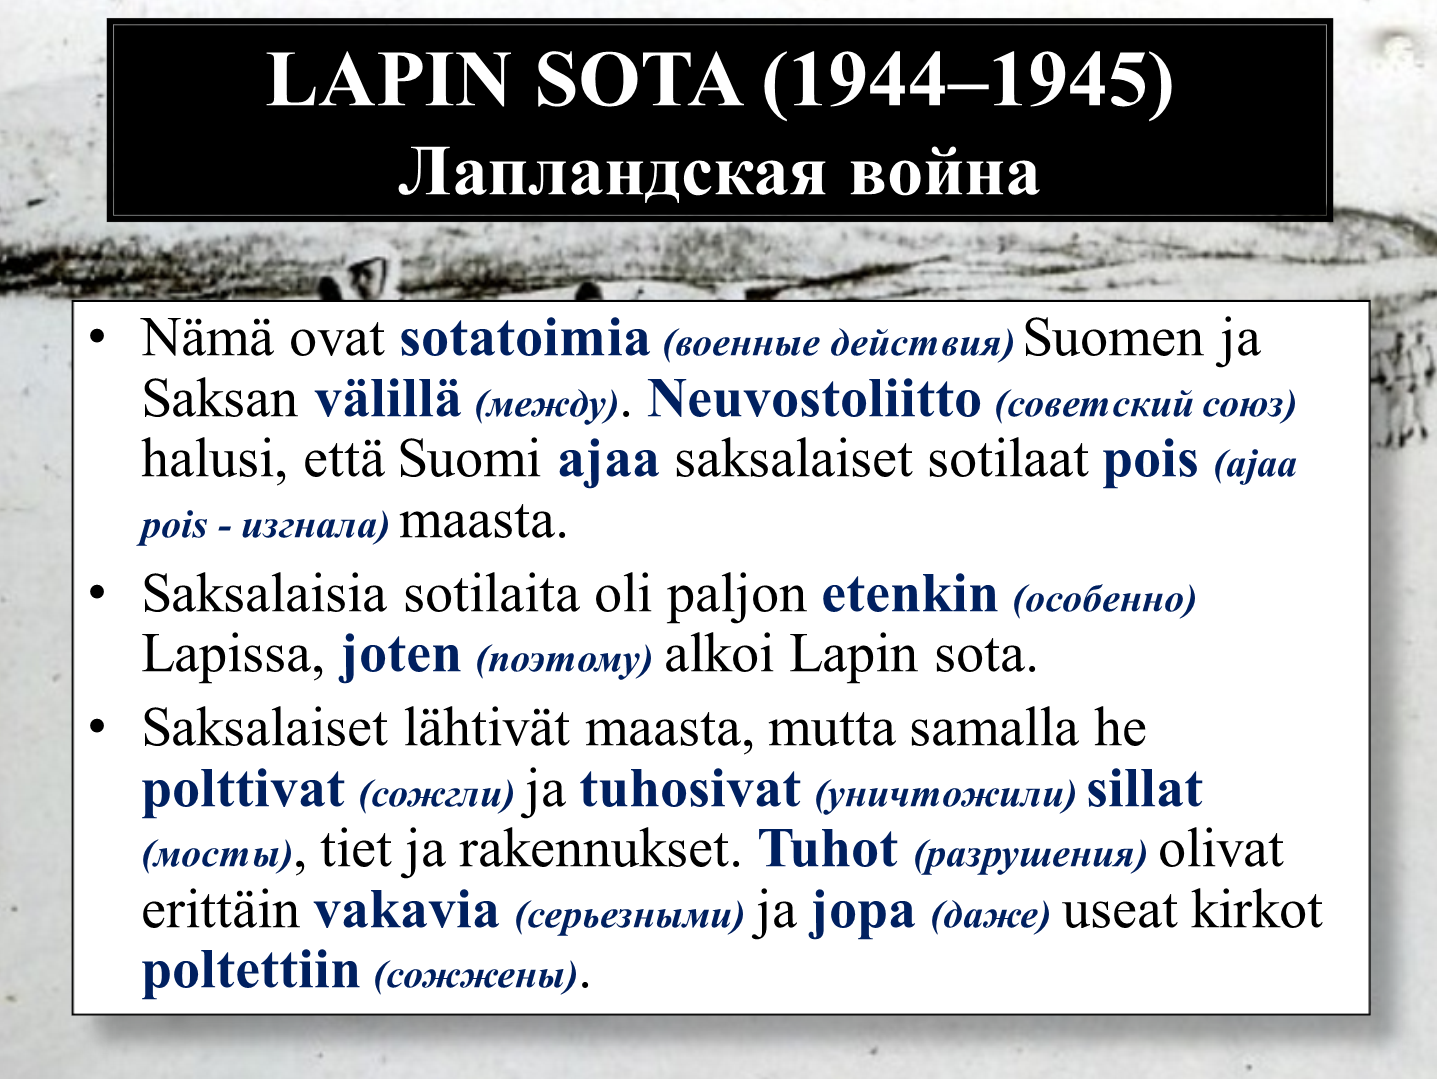 LAPIN SOTA (1944–1945)
Лапландская война
• Nämä ovat sotatoimia (военные действия) Suomen ja
Saksan välillä (между). Neuvostoliitto (советский союз)
halusi, että Suomi ajaa saksalaiset sotilaat pois (ajaa
pois - изгнала) maasta.
• Saksalaisia sotilaita oli paljon etenkin (особенно)
Lapissa, joten (поэтому) alkoi Lapin sota.
• Saksalaiset lähtivät maasta, mutta samalla he
polttivat (сожгли) ja tuhosivat (уничтожили) sillat
(мосты), tiet ja rakennukset. Tuhot (разрушения) olivat
erittäin vakavia (серьезными) ja jopa (даже) useat kirkot
poltettiin (сожжены).